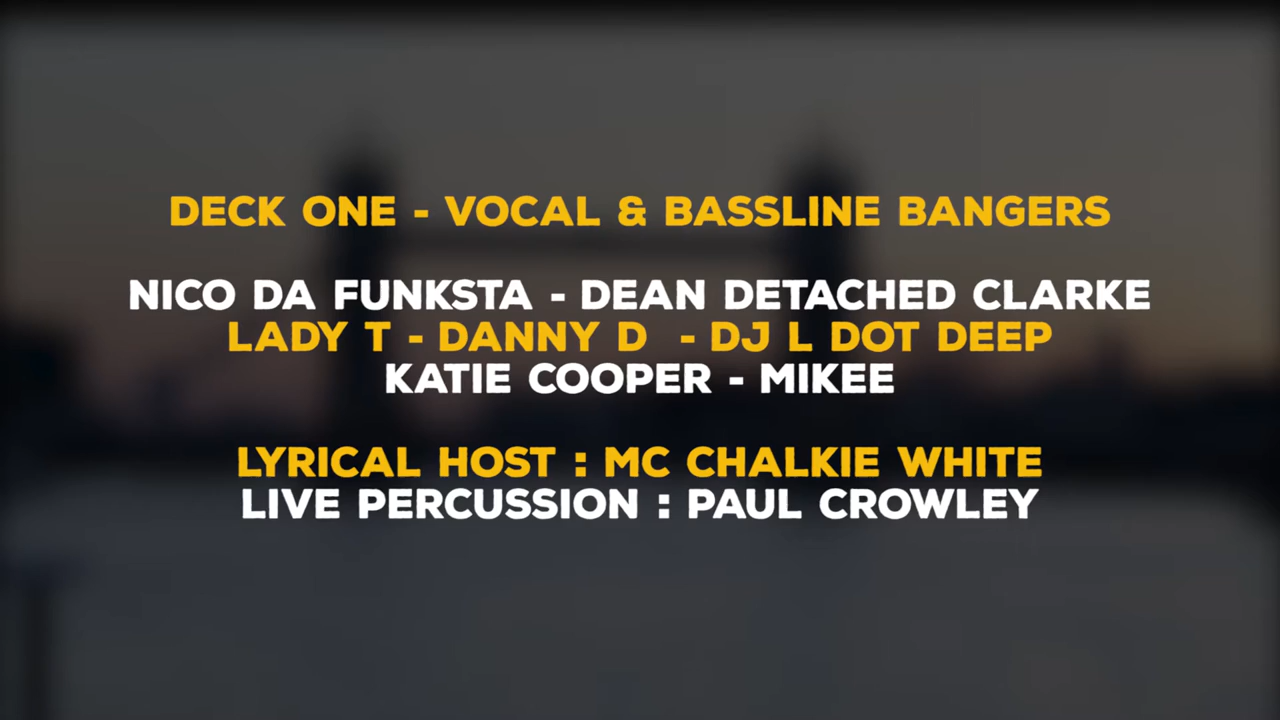 DECK ONE - VOCAL & BASSLINE BANGERS
NICO DA FUNKSTA - DEAN DETACHED CLARKE
LADY T - DANNY D - DJ L DOT DEEP
KATIE COOPER - MIKEE
LYRICAL HOST : MC CHALKIE WHITE
LIVE PERCUSSION : PAUL CROWLEY